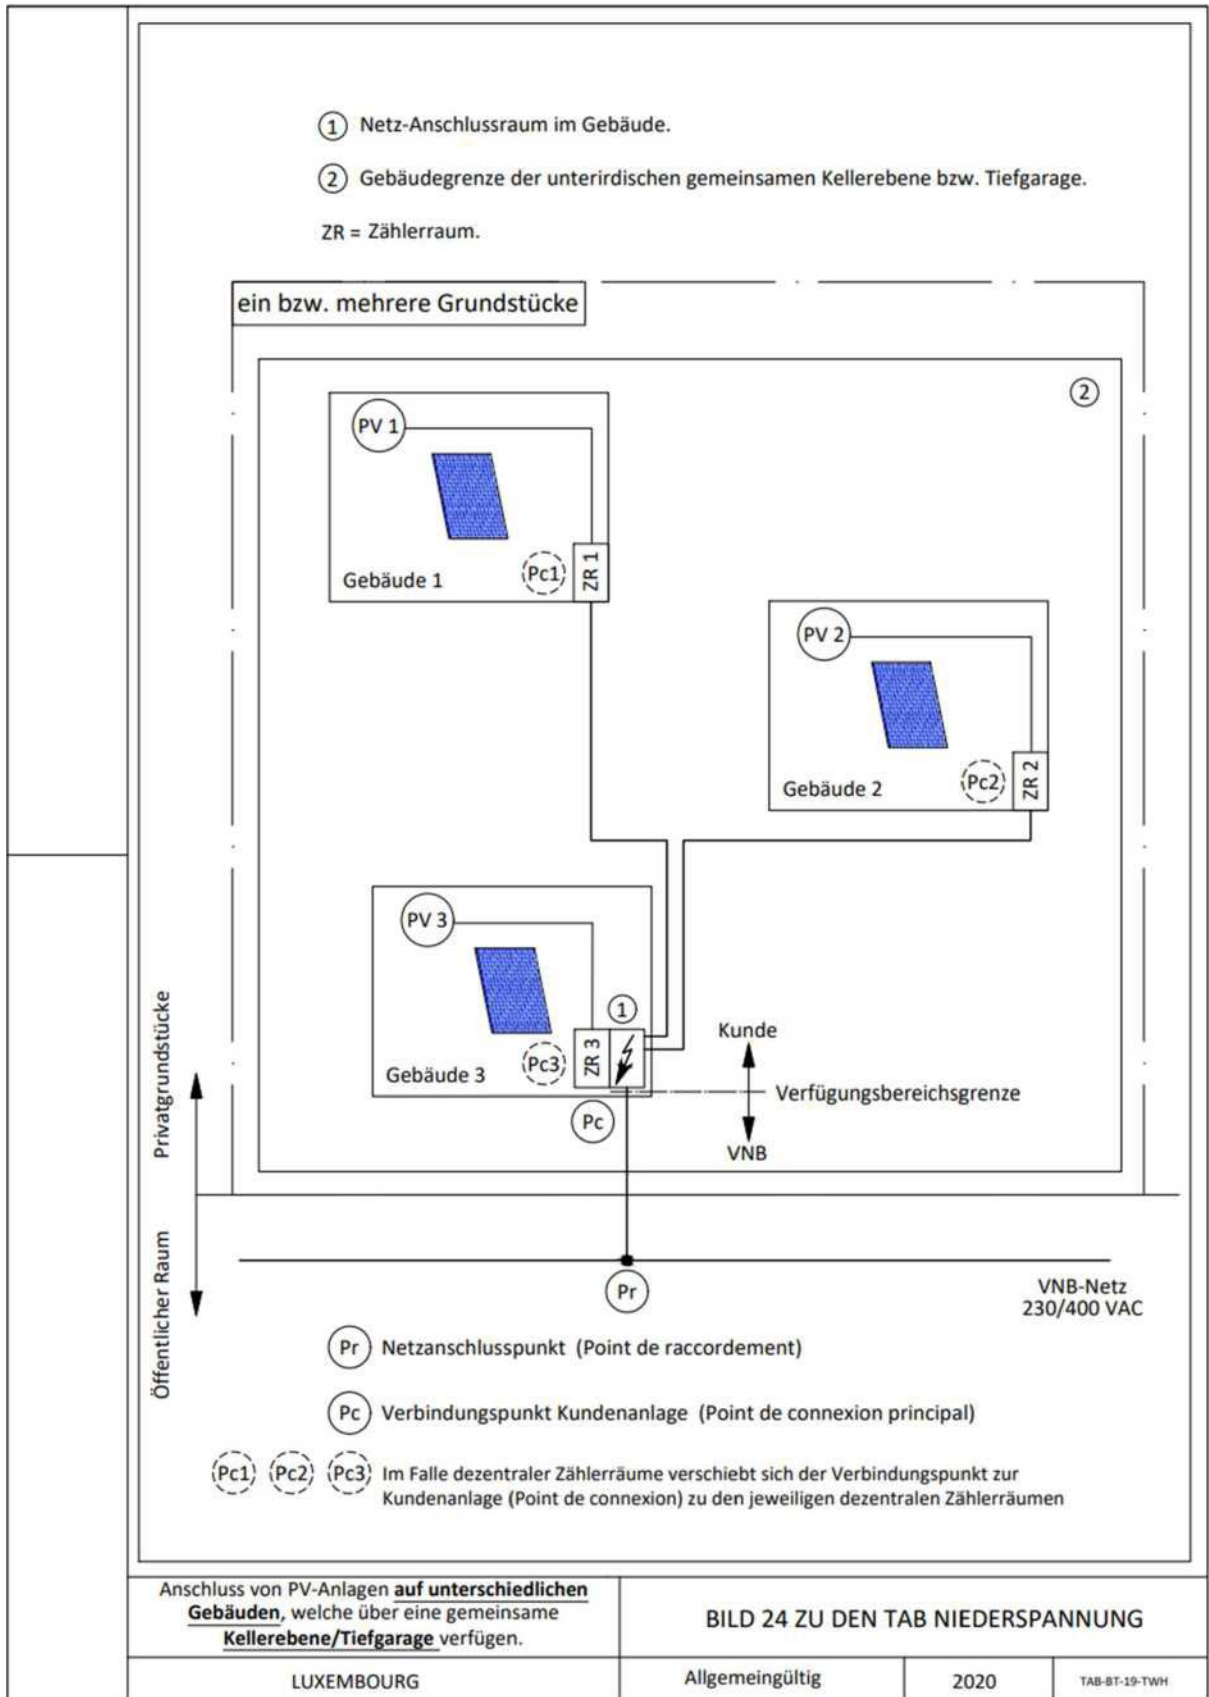 ① Netz-Anschlussraum im Gebäude.
② Gebäudegrenze der unterirdischen gemeinsamen Kellerebene bzw. Tiefgarage.
ZR = Zählerraum.
ein bzw. mehrere Grundstücke
②
PV 1
Pc1
ZR 1
Gebäude 1
PV 2
Pc2
ZR 2
Gebäude 2
PV 3
①
Pc3
ZR 3
Gebäude 3
Pc
Kunde
Verfügungsbereichsgrenze
VNB
Privatgrundstücke
Öffentlicher Raum
Pr
VNB-Netz
230/400 VAC
Pr Netzanschlusspunkt (Point de raccordement)
Pc Verbindungspunkt Kundenanlage (Point de connexion principal)
Pc1 Pc2 Pc3 Im Falle dezentraler Zählerräume verschiebt sich der Verbindungspunkt zur
Kundenanlage (Point de connexion) zu den jeweiligen dezentralen Zählerräumen
Anschluss von PV-Anlagen auf unterschiedlichen
Gebäuden, welche über eine gemeinsame
Kellerebene/Tiefgarage verfügen.
BILD 24 ZU DEN TAB NIEDERSPANNUNG
LUXEMBOURG
Allgemeingültig
2020
TAB-BT-19-TWH